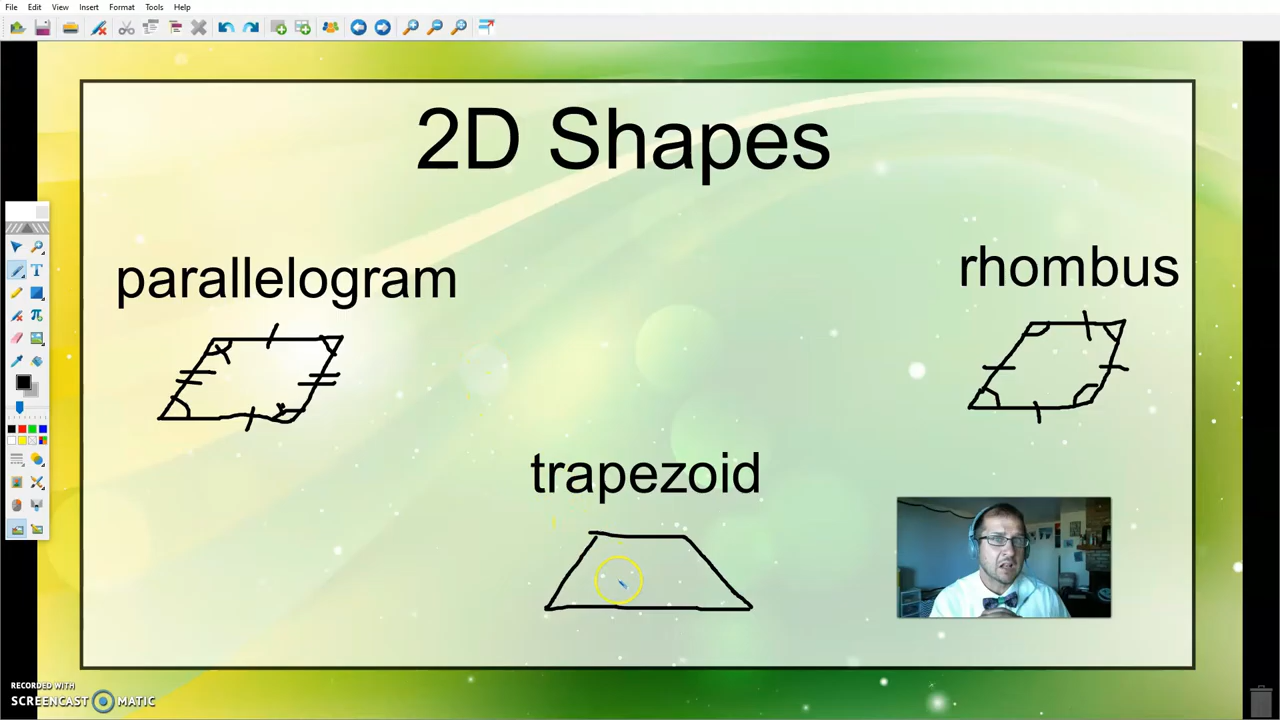 File Edit View Insert Format Tools Help
2D Shapes
parallelogram
rhombus
trapezoid
RECORDED WITH
SCREENCAST MATIC